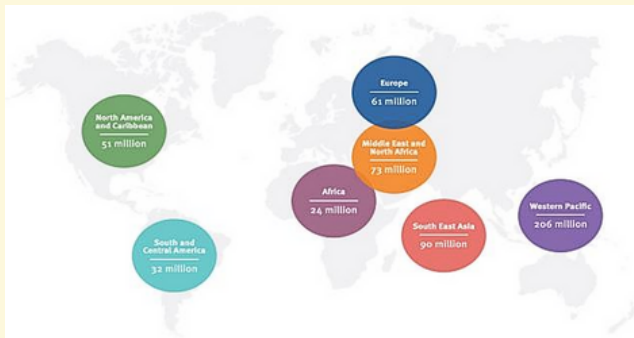 Europe
61 million
North America
and Caribbean
51 million
Middle East and
North Africa
73 million
Africa
24 million
Western Pacific
206 million
South East Asia
90 million
South and
Central America
32 million